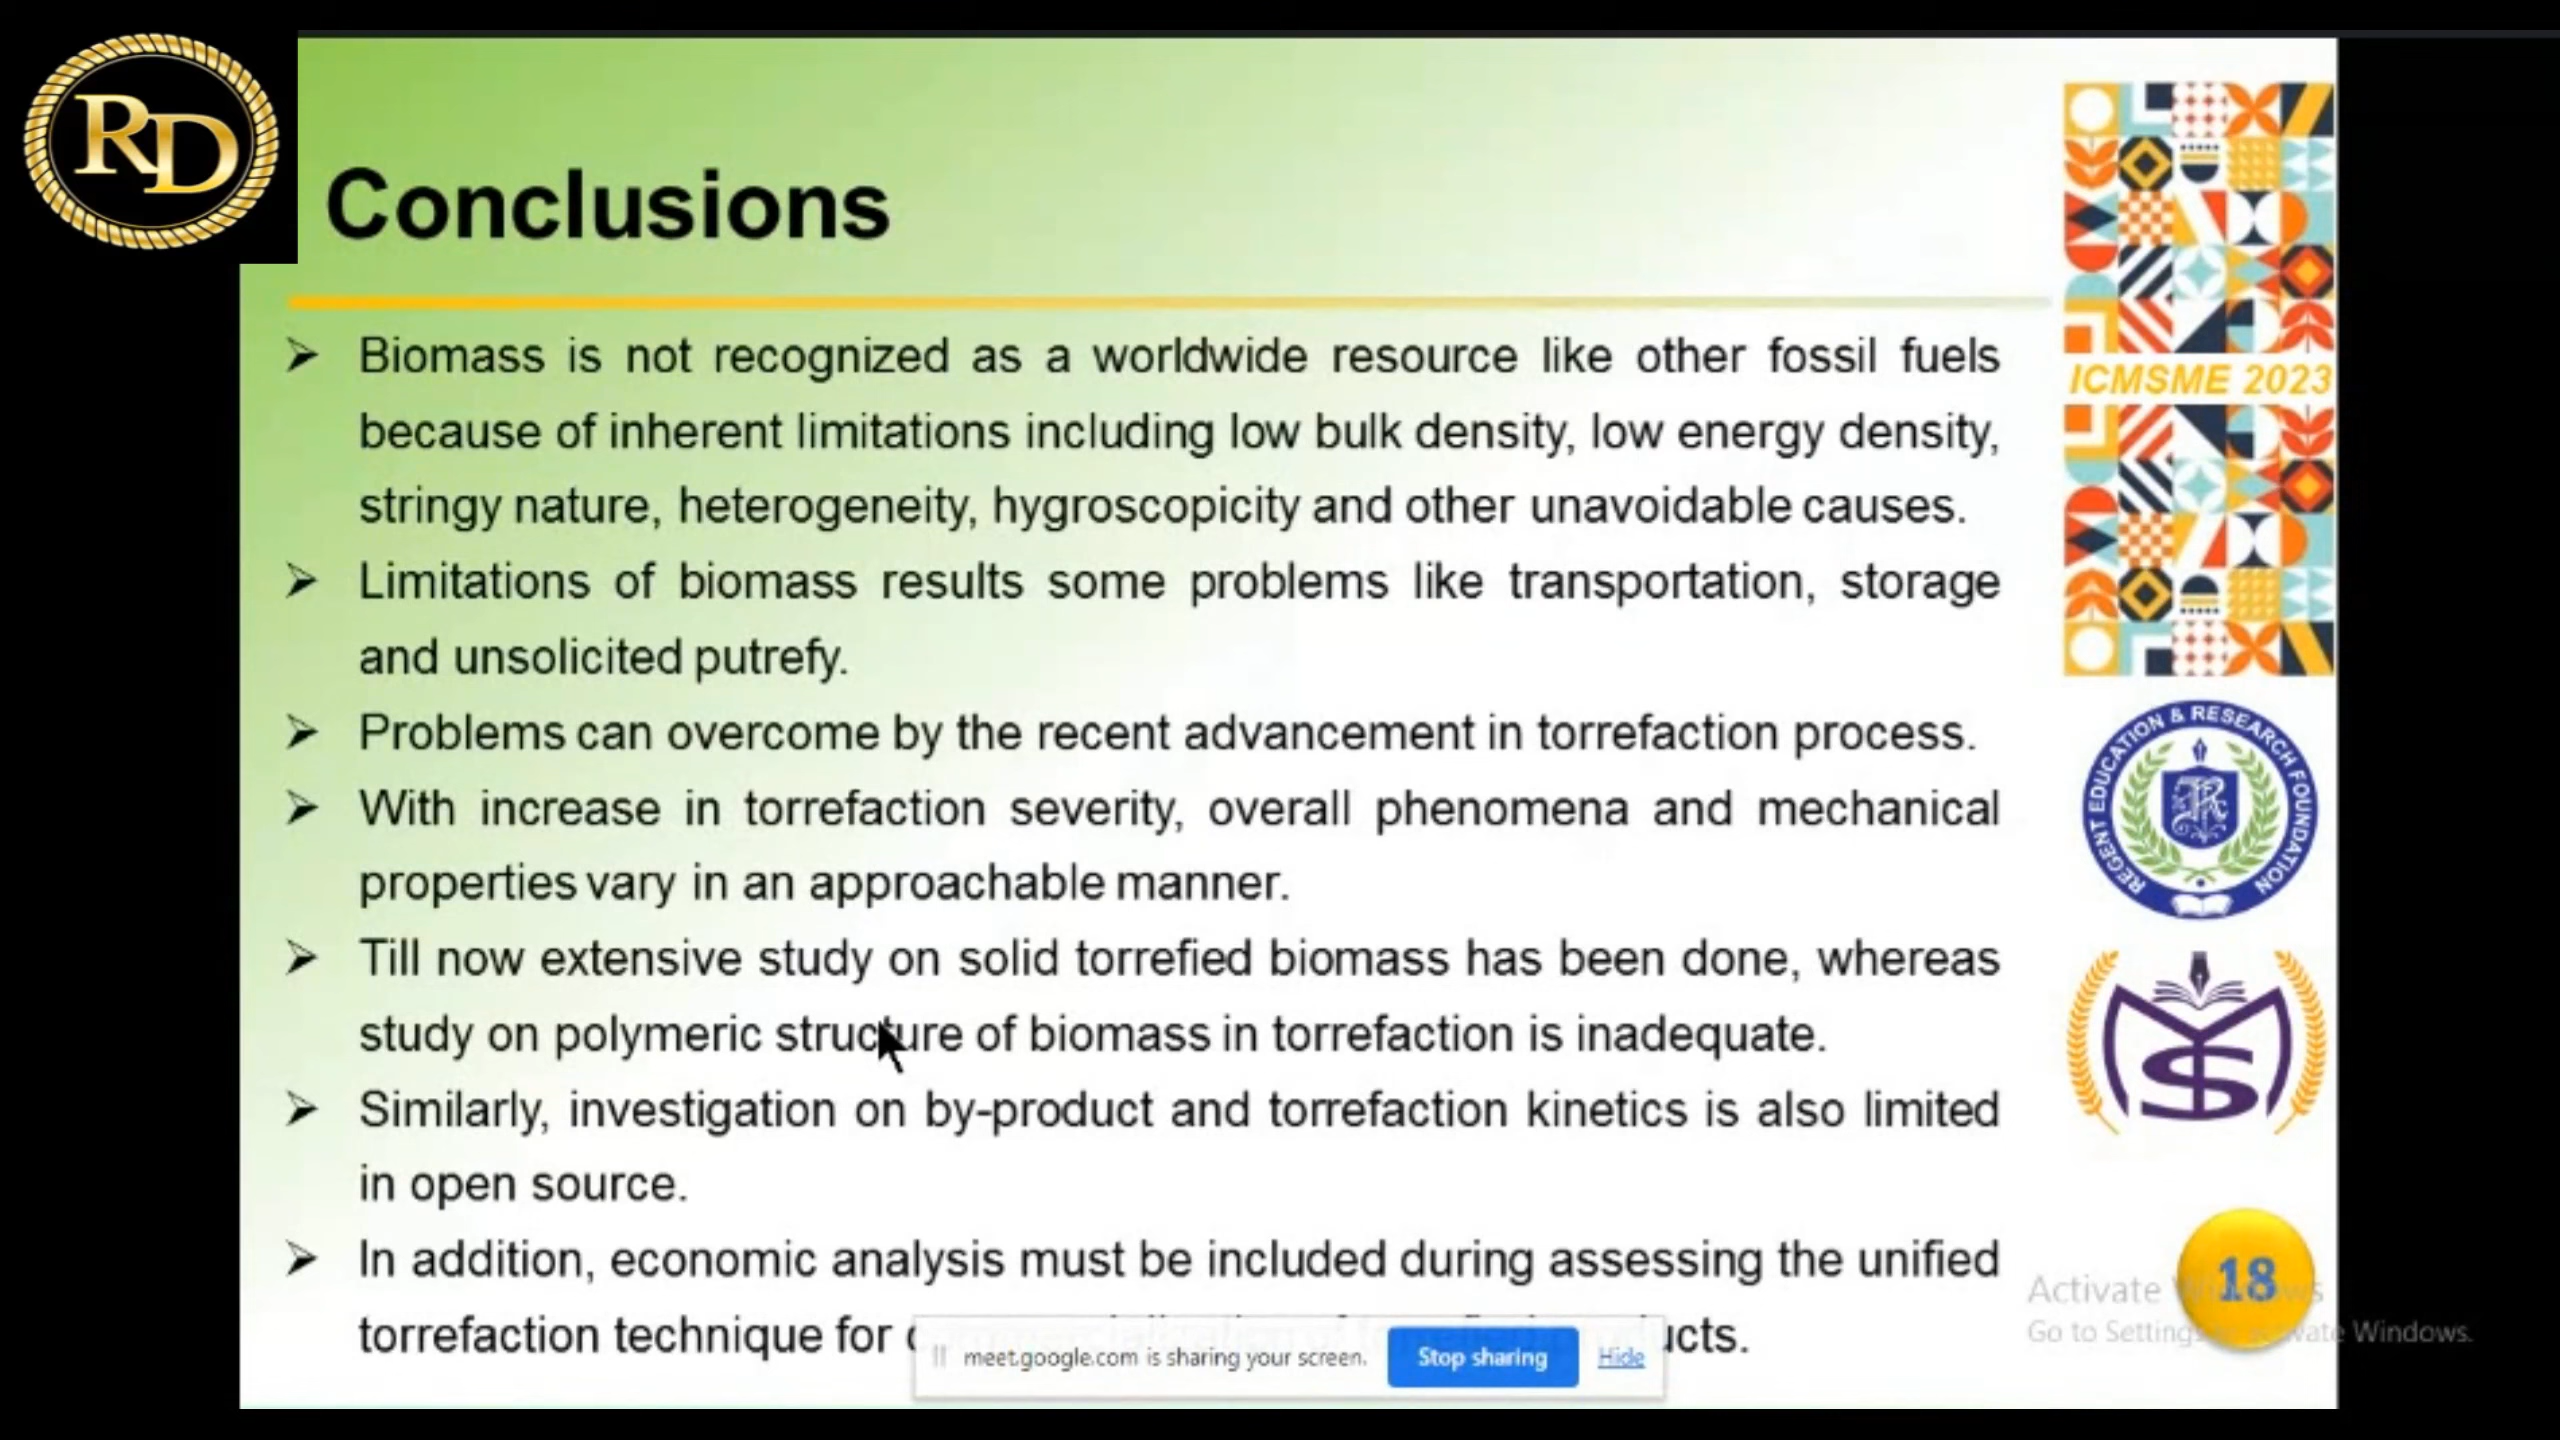 RD
Conclusions
➢ Biomass is not recognized as a worldwide resource like other fossil fuels
because of inherent limitations including low bulk density, low energy density,
stringy nature, heterogeneity, hygroscopicity and other unavoidable causes.
➢ Limitations of biomass results some problems like transportation, storage
and unsolicited putrefy.
➢ Problems can overcome by the recent advancement in torrefaction process.
➢ With increase in torrefaction severity, overall phenomena and mechanical
properties vary in an approachable manner.
➢ Till now extensive study on solid torrefied biomass has been done, whereas
study on polymeric structure of biomass in torrefaction is inadequate.
➢ Similarly, investigation on by-product and torrefaction kinetics is also limited
in open source.
➢ In addition, economic analysis must be included during assessing the unified
torrefaction technique for
ICMSME 2023
REGENT EDUCATION & RESEARCH FOUNDATION
18
Activate Windows
Go to Settings to activate Windows.
meet.google.com is sharing your screen.
Stop sharing
Hide